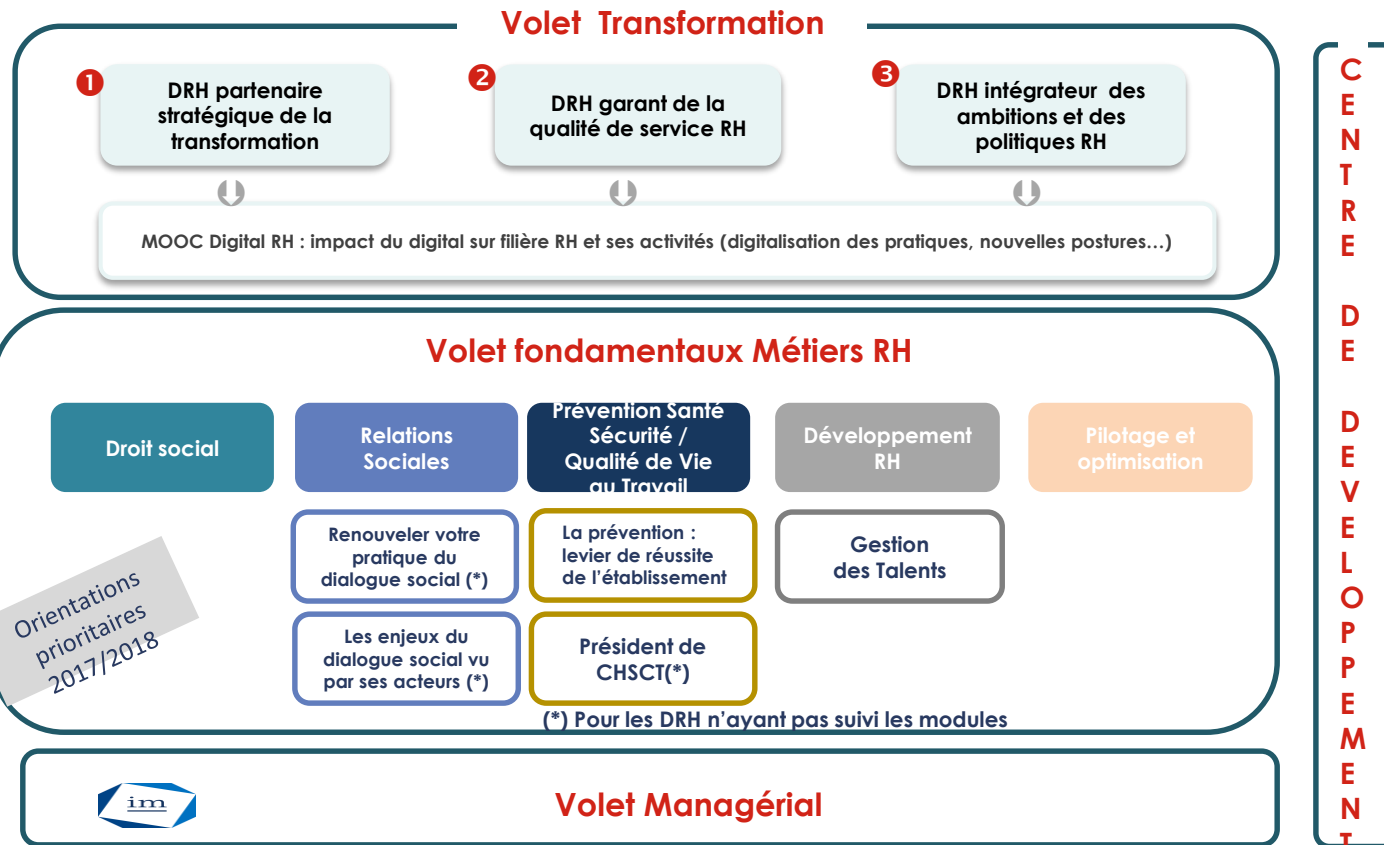 Volet  Transformation
❶
DRH partenaire
stratégique de la
transformation
❷
DRH garant de la
qualité de service RH
❸
DRH intégrateur  des
ambitions et des
politiques RH
MOOC Digital RH : impact du digital sur filière RH et ses activités (digitalisation des pratiques, nouvelles postures…)
Volet fondamentaux Métiers RH
Droit social
Relations
Sociales
Prévention Santé
Sécurité /
Qualité de Vie
au Travail
Développement
RH
Pilotage et
optimisation
Orientations
prioritaires
2017/2018
Renouveler votre
pratique du
dialogue social (*)
Les enjeux du
dialogue social vu
par ses acteurs (*)
La prévention :
levier de réussite
de l’établissement
Président de
CHSCT(*)
Gestion
des Talents
(*) Pour les DRH n’ayant pas suivi les modules
im
Volet Managérial
C
E
N
T
R
E
D
E
D
E
V
E
L
O
P
P
E
M
E
N
T